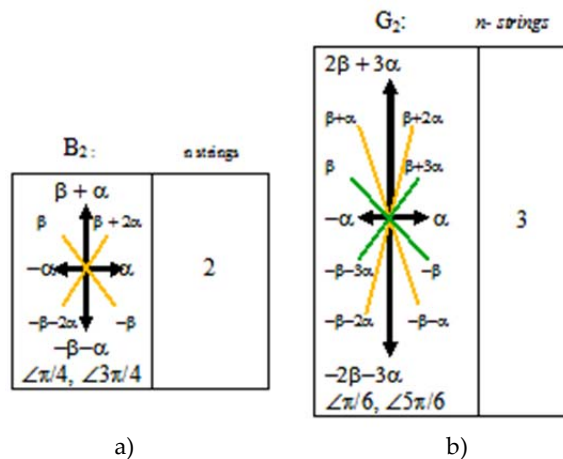 B₂: n strings
β + α
β β + 2α
−α α
2
−β−2α −β
−β−α
∠π/4, ∠3π/4
a)
G₂: n- strings
2β + 3α
β+α β+2α
β β+3α
−α α
3
−β−3α −β
−β−2α −β−α
−2β−3α
∠π/6, ∠5π/6
b)